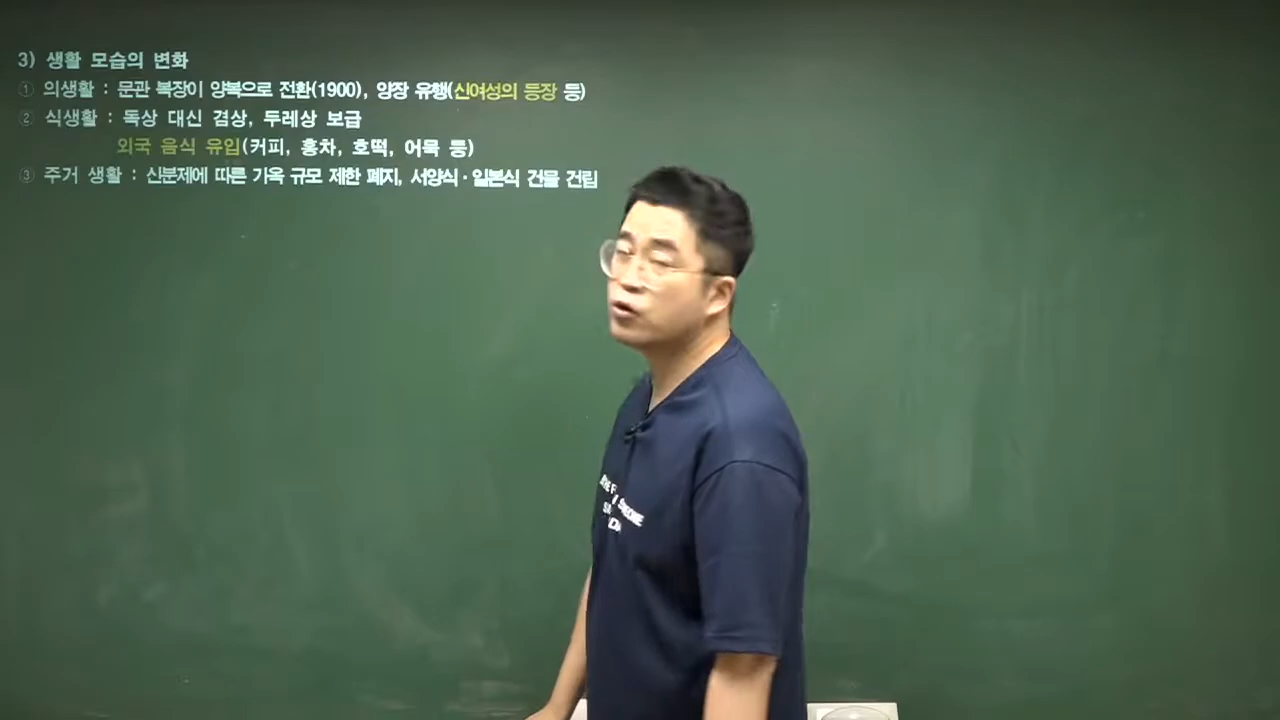 3) 생활 모습의 변화
① 의생활 : 문관 복장이 양복으로 전환(1900), 양장 유행(신여성의 등장 등)
② 식생활 : 독상 대신 겸상, 두레상 보급
외국 음식 유입(커피, 홍차, 호떡, 어묵 등)
③ 주거 생활 : 신분제에 따른 가옥 규모 제한 폐지, 서양식·일본식 건물 건립